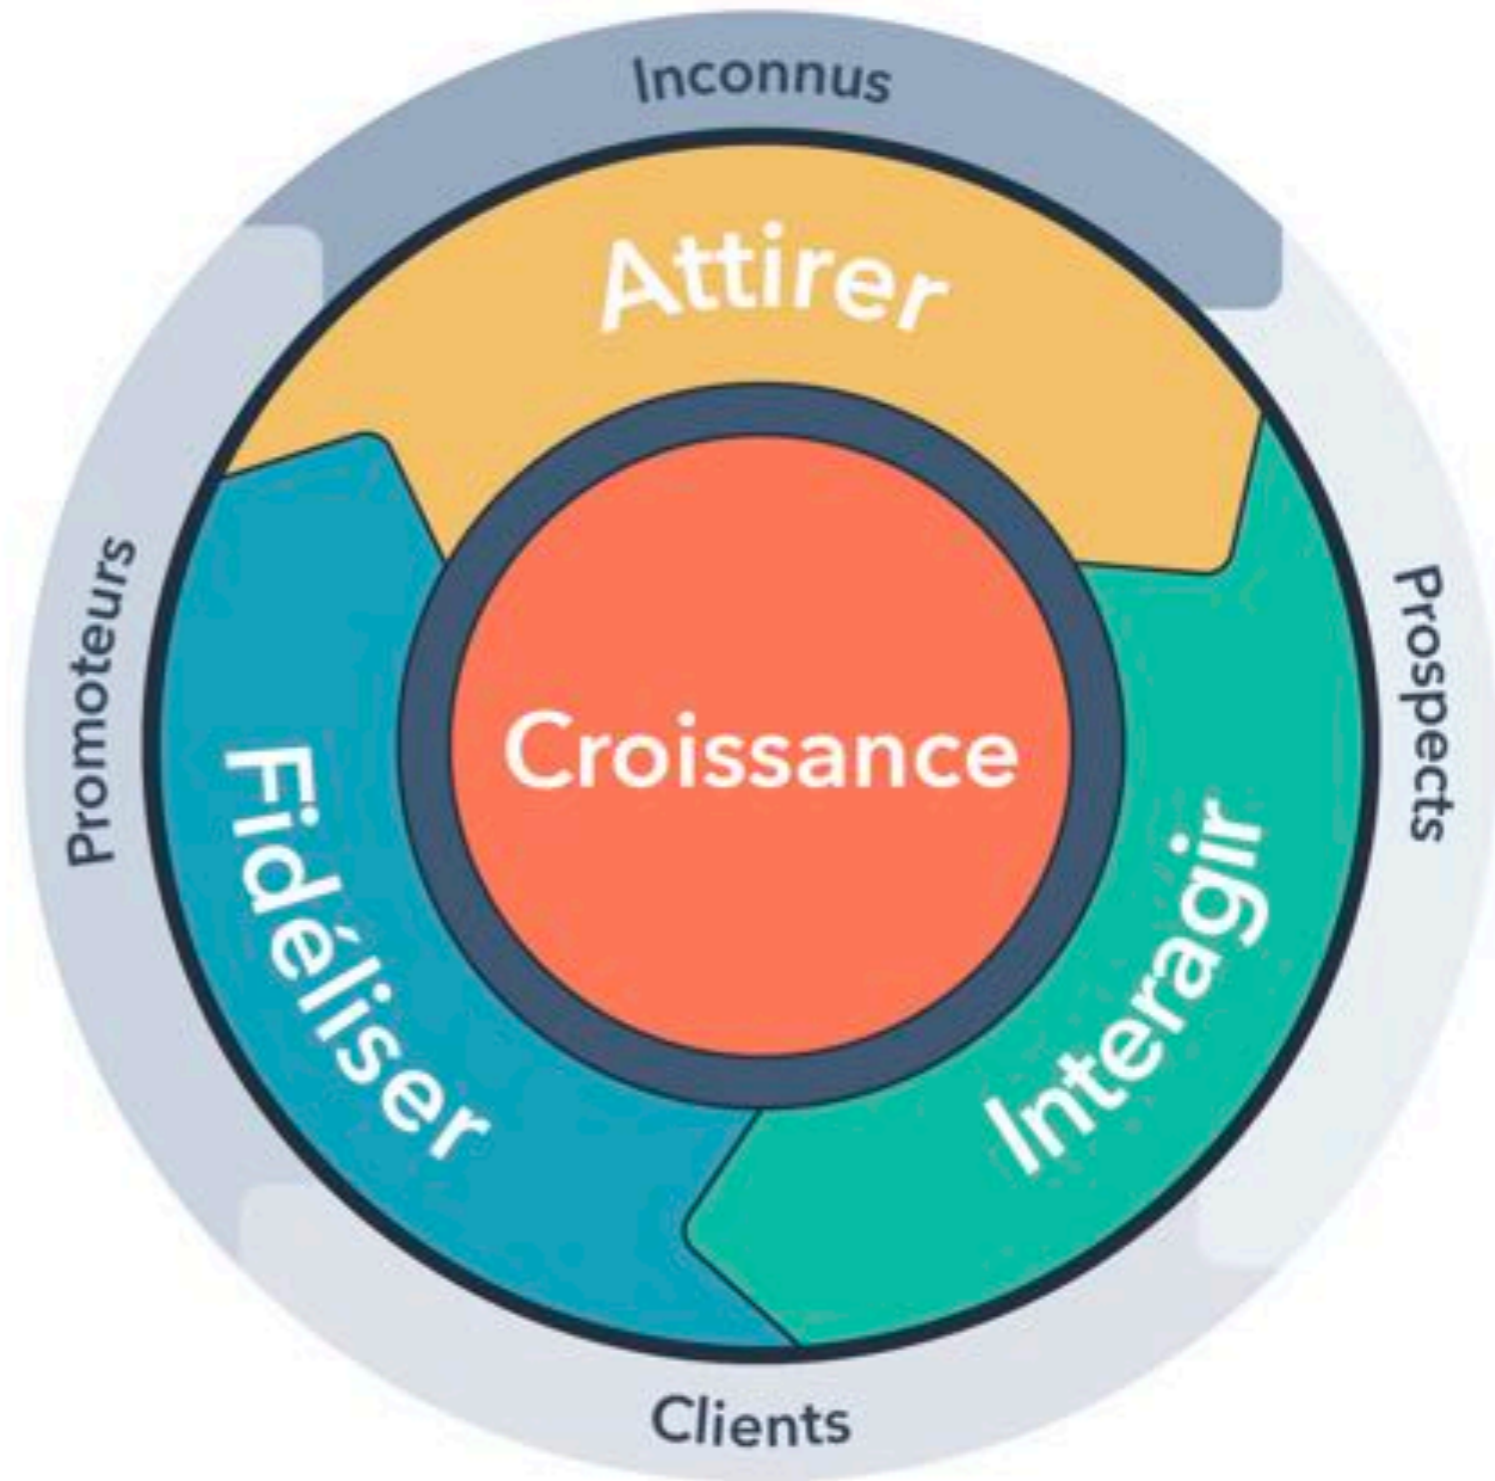 Inconnus
Attirer
Croissance
Promoteurs
Prospects
Fidéliser
Interagir
Clients